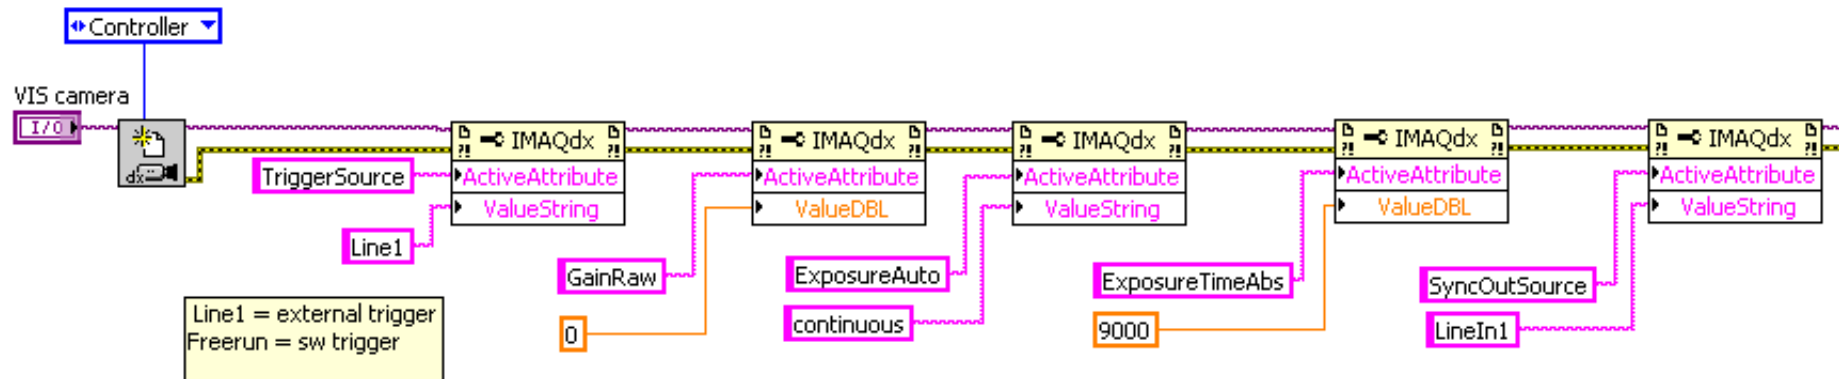 Controller
VIS camera
I/O
dx
IMAQdx
IMAQdx
IMAQdx
IMAQdx
IMAQdx
TriggerSource
ActiveAttribute
ActiveAttribute
ActiveAttribute
ActiveAttribute
ActiveAttribute
ValueString
ValueDBL
ValueString
ValueDBL
ValueString
Line1
GainRaw
ExposureAuto
ExposureTimeAbs
SyncOutSource
Line1 = external trigger
Freerun = sw trigger
0
continuous
9000
LineIn1